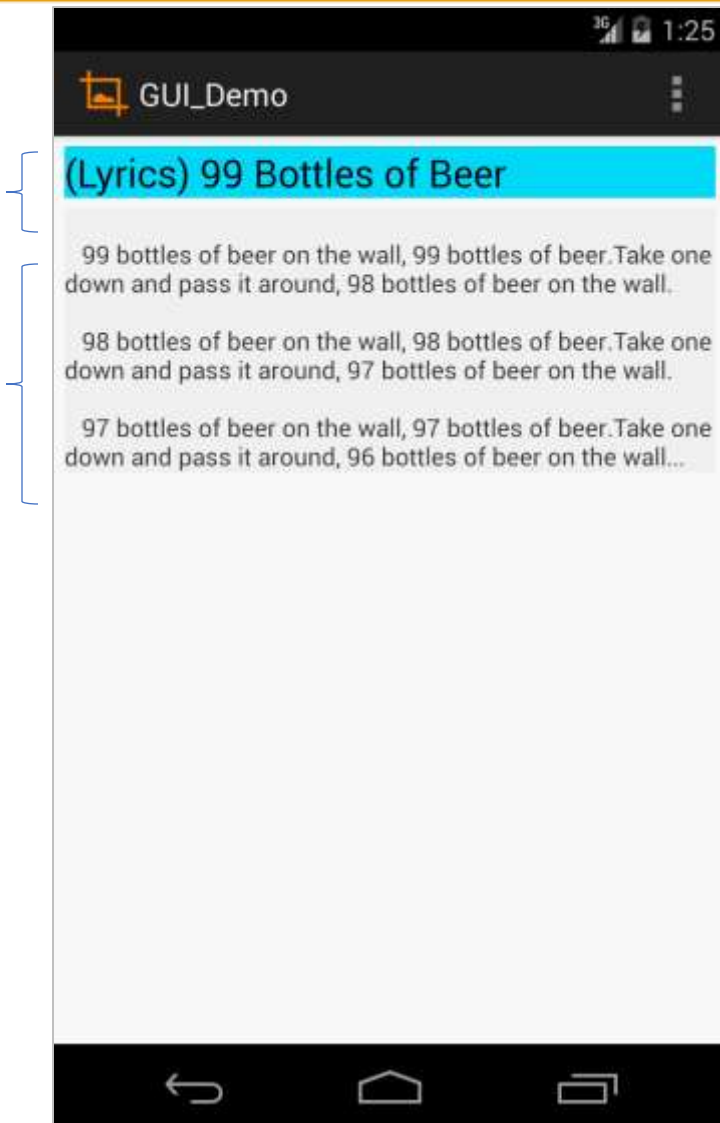 3G 1:25
GUI_Demo
(Lyrics) 99 Bottles of Beer
99 bottles of beer on the wall, 99 bottles of beer.Take one
down and pass it around, 98 bottles of beer on the wall.
98 bottles of beer on the wall, 98 bottles of beer.Take one
down and pass it around, 97 bottles of beer on the wall.
97 bottles of beer on the wall, 97 bottles of beer.Take one
down and pass it around, 96 bottles of beer on the wall...